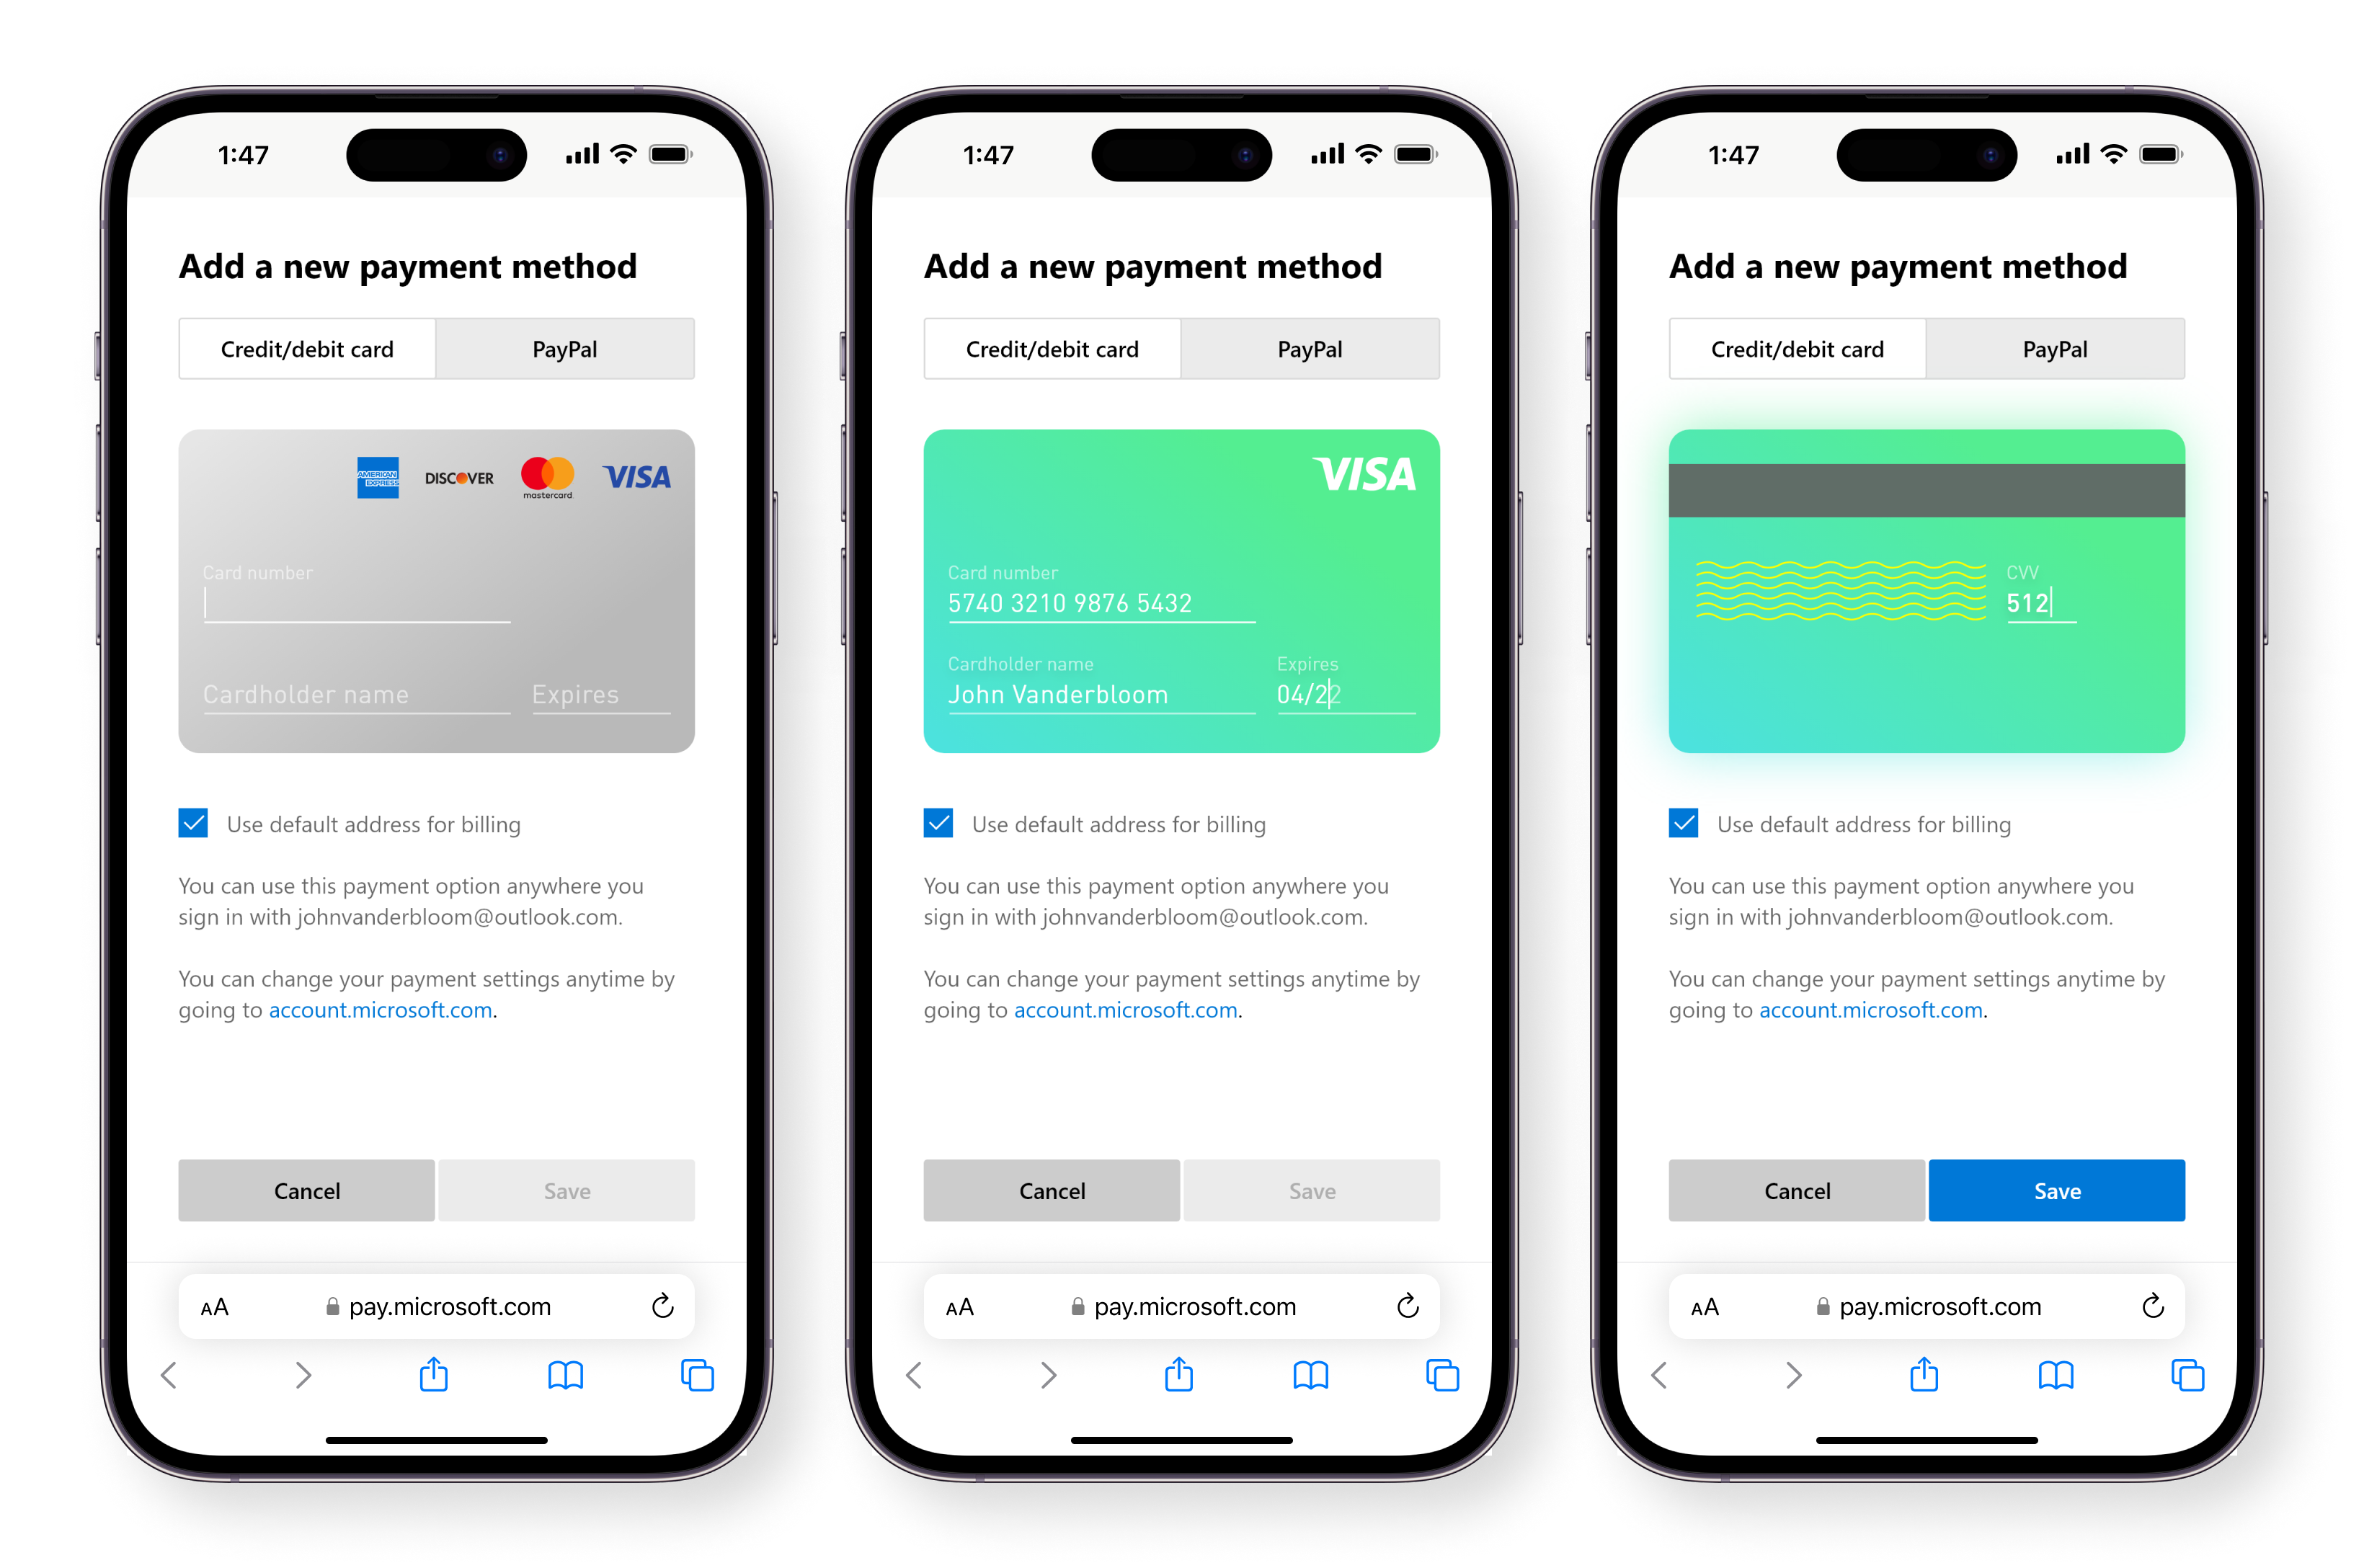 1:47
Add a new payment method
Credit/debit card PayPal
AMERICAN EXPRESS DISCOVER mastercard VISA
Card number
Cardholder name Expires
Use default address for billing
You can use this payment option anywhere you
sign in with johnvanderbloom@outlook.com.
You can change your payment settings anytime by
going to account.microsoft.com.
Cancel Save
AA pay.microsoft.com
1:47
Add a new payment method
Credit/debit card PayPal
VISA
Card number
5740 3210 9876 5432
Cardholder name Expires
John Vanderbloom 04/22
Use default address for billing
You can use this payment option anywhere you
sign in with johnvanderbloom@outlook.com.
You can change your payment settings anytime by
going to account.microsoft.com.
Cancel Save
AA pay.microsoft.com
1:47
Add a new payment method
Credit/debit card PayPal
CVV
512
Use default address for billing
You can use this payment option anywhere you
sign in with johnvanderbloom@outlook.com.
You can change your payment settings anytime by
going to account.microsoft.com.
Cancel Save
AA pay.microsoft.com